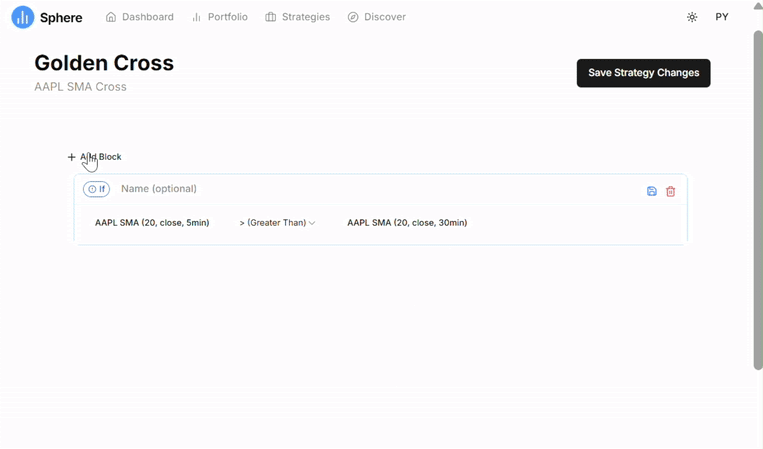 Sphere Dashboard Portfolio Strategies Discover PY
Golden Cross
AAPL SMA Cross
Save Strategy Changes
+ Add Block
If Name (optional)
AAPL SMA (20, close, 5min) > (Greater Than) AAPL SMA (20, close, 30min)